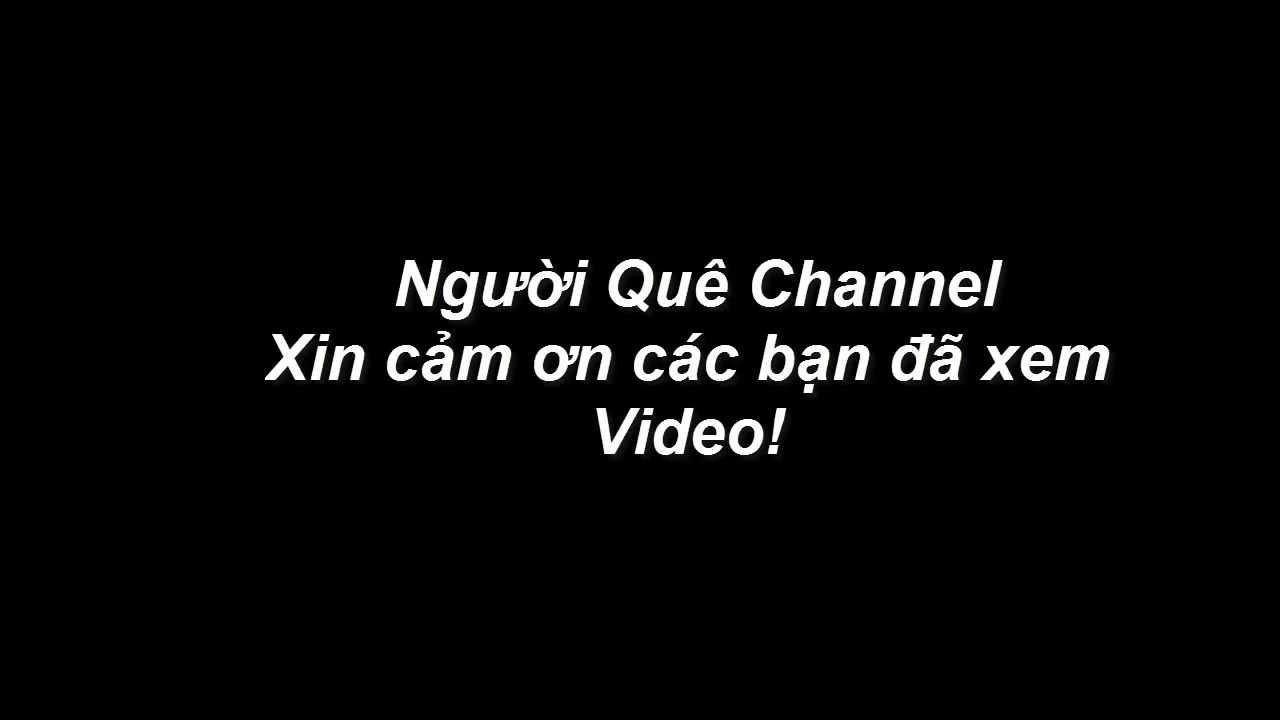 Người Quê Channel
Xin cảm ơn các bạn đã xem
Video!